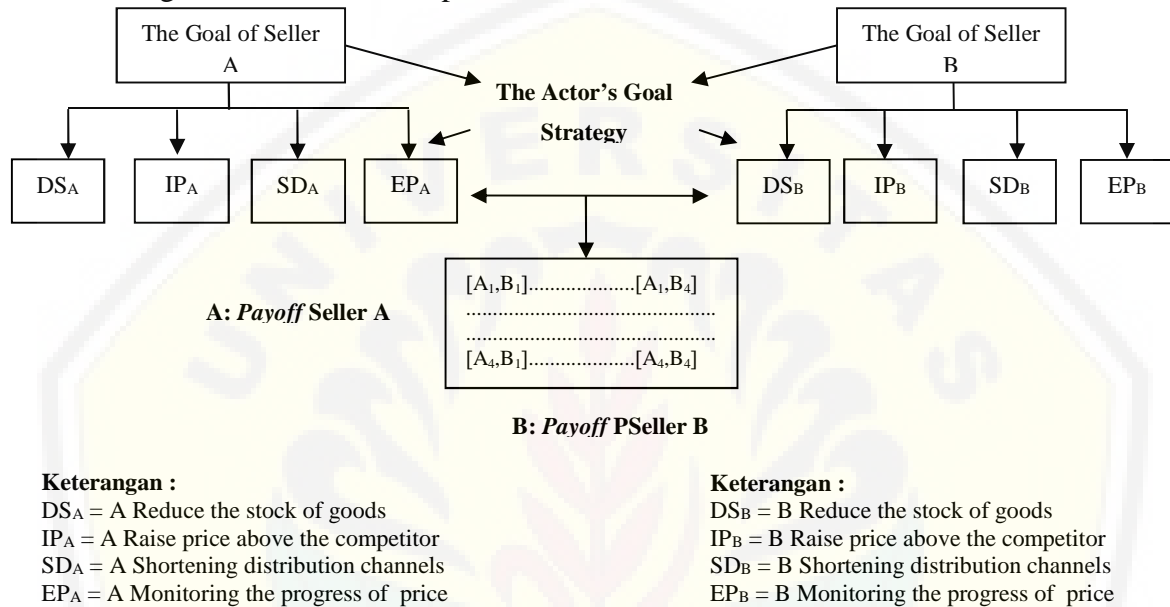 The Goal of Seller
A
The Goal of Seller
B
The Actor's Goal
Strategy
DSA
IPA
SDA
EPA
DSB
IPB
SDB
EPB
[A1,B1]....................[A1,B4]
................................................
................................................
[A4,B1]....................[A4,B4]
A: Payoff Seller A
B: Payoff PSeller B
Keterangan :
DSA = A Reduce the stock of goods
IPA = A Raise price above the competitor
SDA = A Shortening distribution channels
EPA = A Monitoring the progress of price
Keterangan :
DSB = B Reduce the stock of goods
IPB = B Raise price above the competitor
SDB = B Shortening distribution channels
EPB = B Monitoring the progress of price
UNIVERSITAS